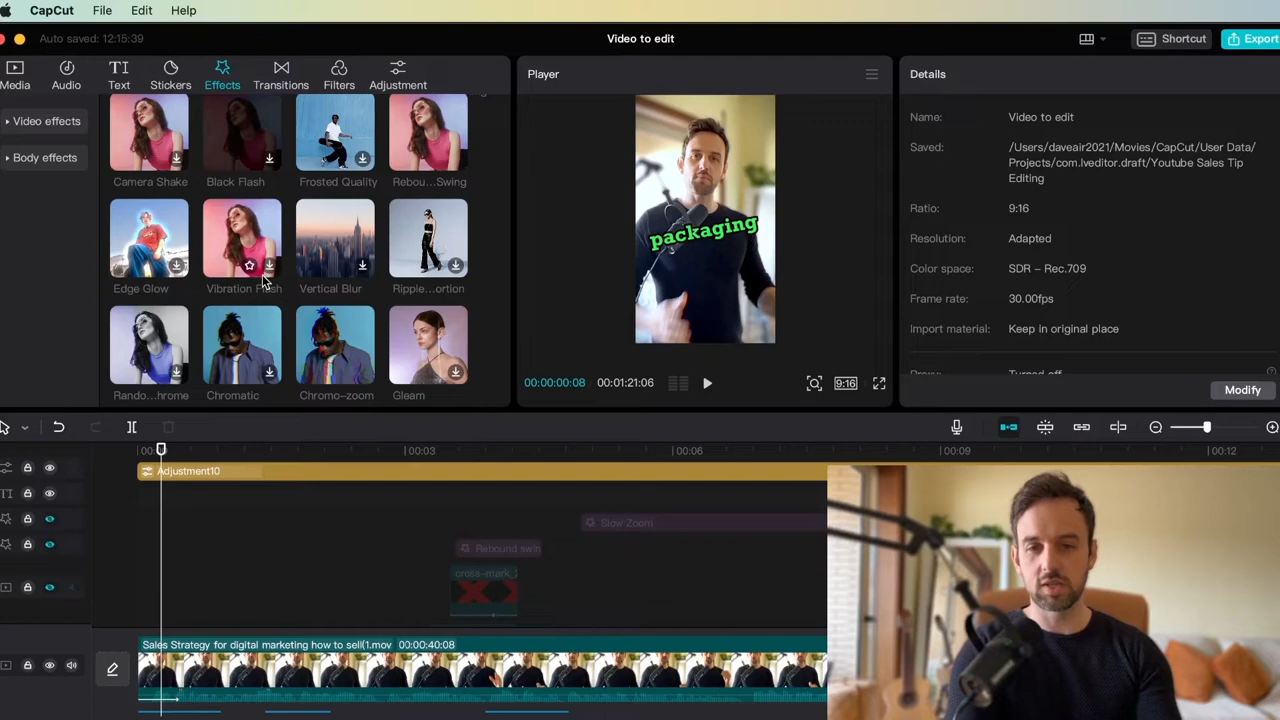 CapCut File Edit Help
Auto saved: 12:15:39
Video to edit
Shortcut
Export
Media Audio Text Stickers Effects Transitions Filters Adjustment
Video effects
Body effects
Camera Shake Black Flash Frosted Quality Rebou...Swing
Edge Glow Vibration Flash Vertical Blur Ripple...ortion
Rando...hrome Chromatic Chromo-zoom Gleam
Player
packaging
00:00:00:08 00:01:21:06
9:16
Details
Name: Video to edit
Saved: /Users/daveair2021/Movies/CapCut/User Data/
Projects/com.lveditor.draft/Youtube Sales Tip
Editing
Ratio: 9:16
Resolution: Adapted
Color space: SDR – Rec.709
Frame rate: 30.00fps
Import material: Keep in original place
Modify
00:03 00:06 00:09 00:12
Adjustment10
Slow Zoom
Rebound swin
cross-mark_
Sales Strategy for digital marketing how to sell(1.mov 00:00:40:08